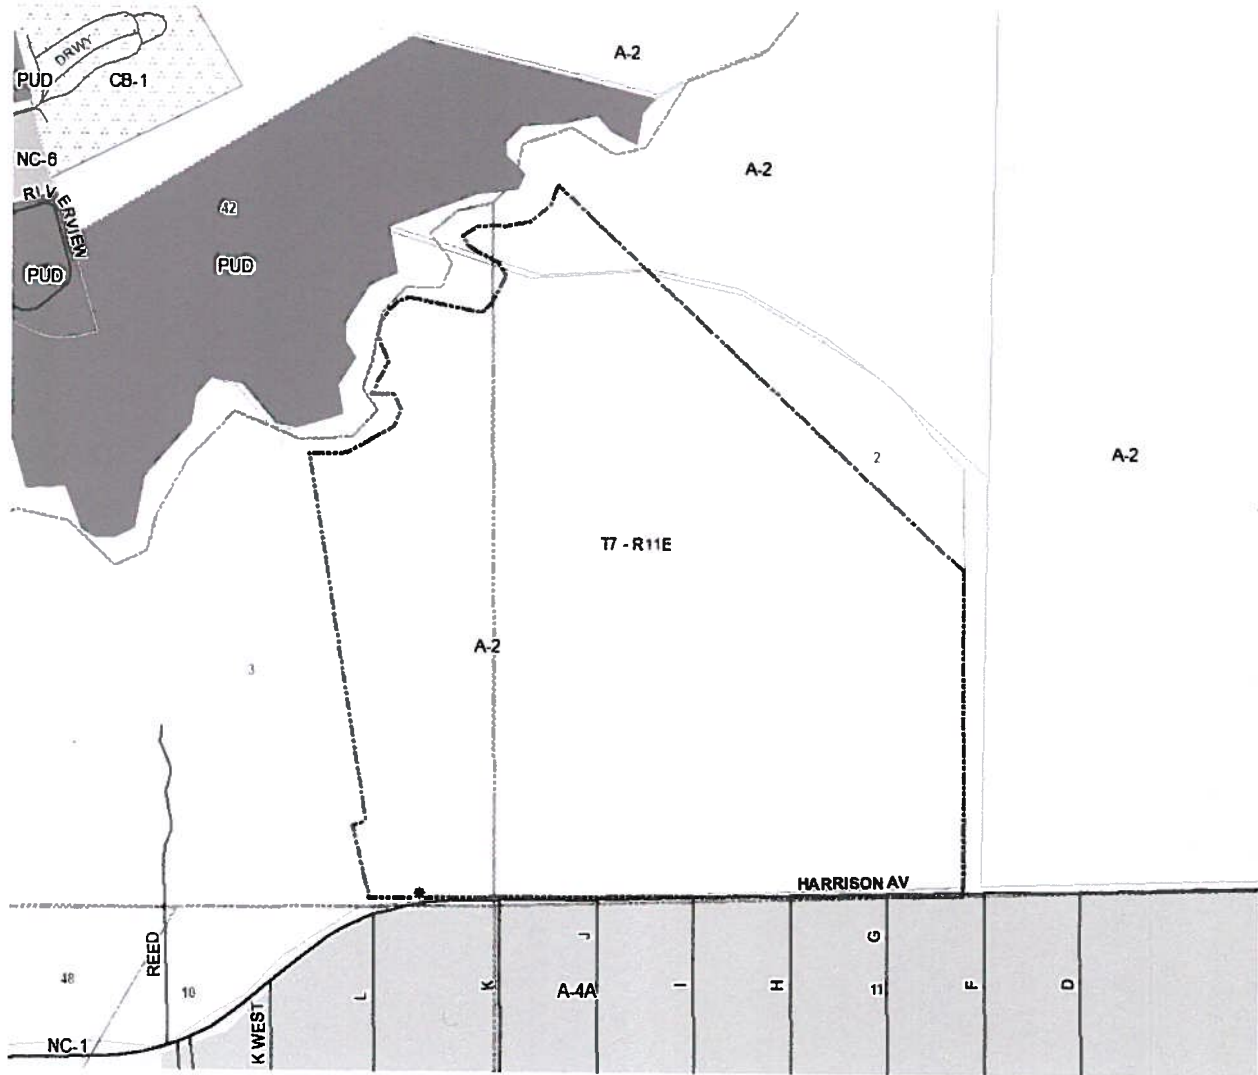 A-2
DRWY
PUD
CB-1
NC-6
A-2
RIVERVIEW
42
PUD
PUD
2
A-2
T7 - R11E
A-2
3
HARRISON AV
REED
J
G
48
10
L
K
A-4A
I
H
11
F
D
K WEST
NC-1